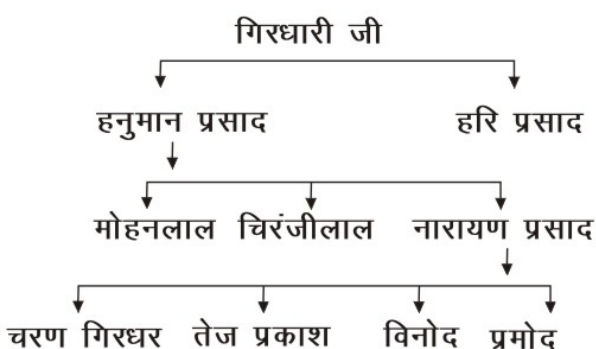 गिरधारी जी
हनुमान प्रसाद हरि प्रसाद
मोहनलाल चिरंजीलाल नारायण प्रसाद
चरण गिरधर तेज प्रकाश विनोद प्रमोद